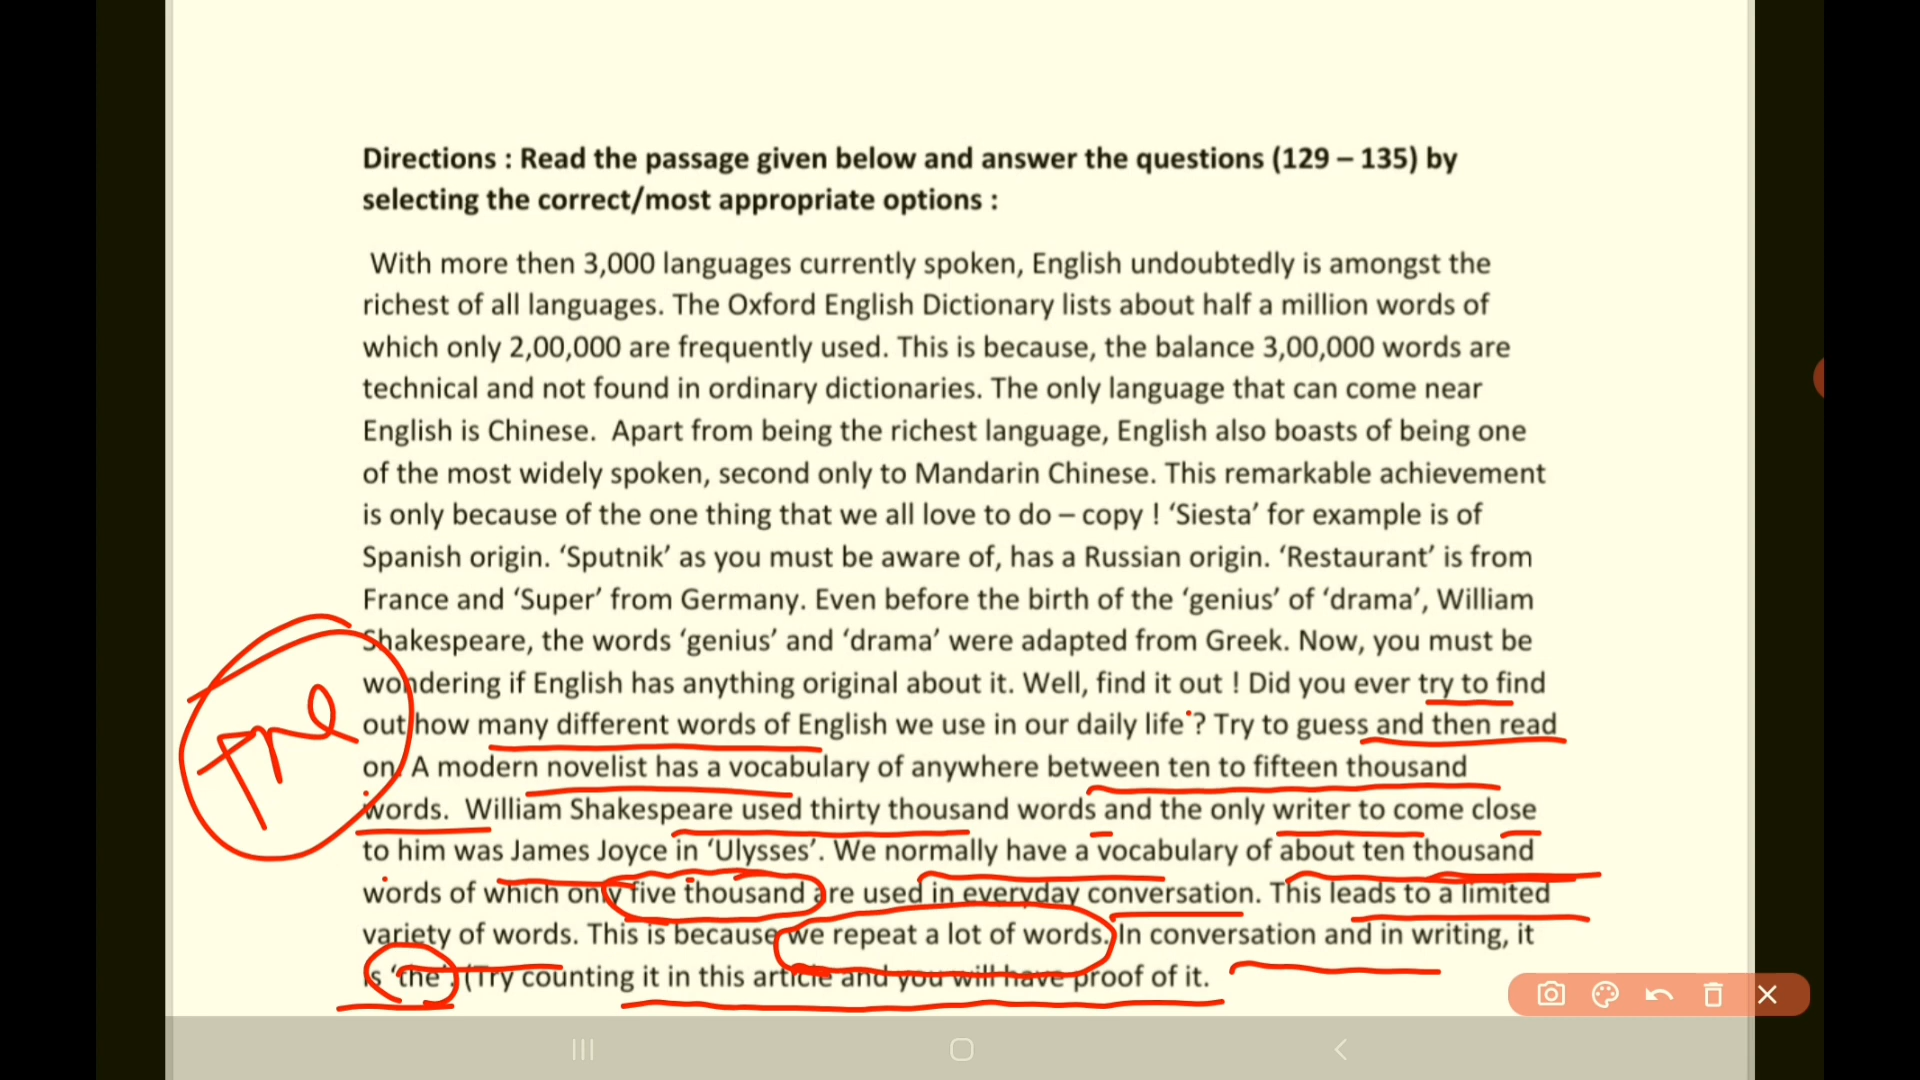 Directions : Read the passage given below and answer the questions (129 – 135) by
selecting the correct/most appropriate options :
With more then 3,000 languages currently spoken, English undoubtedly is amongst the
richest of all languages. The Oxford English Dictionary lists about half a million words of
which only 2,00,000 are frequently used. This is because, the balance 3,00,000 words are
technical and not found in ordinary dictionaries. The only language that can come near
English is Chinese.  Apart from being the richest language, English also boasts of being one
of the most widely spoken, second only to Mandarin Chinese. This remarkable achievement
is only because of the one thing that we all love to do – copy ! ‘Siesta’ for example is of
Spanish origin. ‘Sputnik’ as you must be aware of, has a Russian origin. ‘Restaurant’ is from
France and ‘Super’ from Germany. Even before the birth of the ‘genius’ of ‘drama’, William
Shakespeare, the words ‘genius’ and ‘drama’ were adapted from Greek. Now, you must be
wondering if English has anything original about it. Well, find it out ! Did you ever try to find
out how many different words of English we use in our daily life ? Try to guess and then read
on. A modern novelist has a vocabulary of anywhere between ten to fifteen thousand
words.  William Shakespeare used thirty thousand words and the only writer to come close
to him was James Joyce in ‘Ulysses’. We normally have a vocabulary of about ten thousand
words of which only five thousand are used in everyday conversation. This leads to a limited
variety of words. This is because we repeat a lot of words. In conversation and in writing, it
is ‘the’. (Try counting it in this article and you will have proof of it.